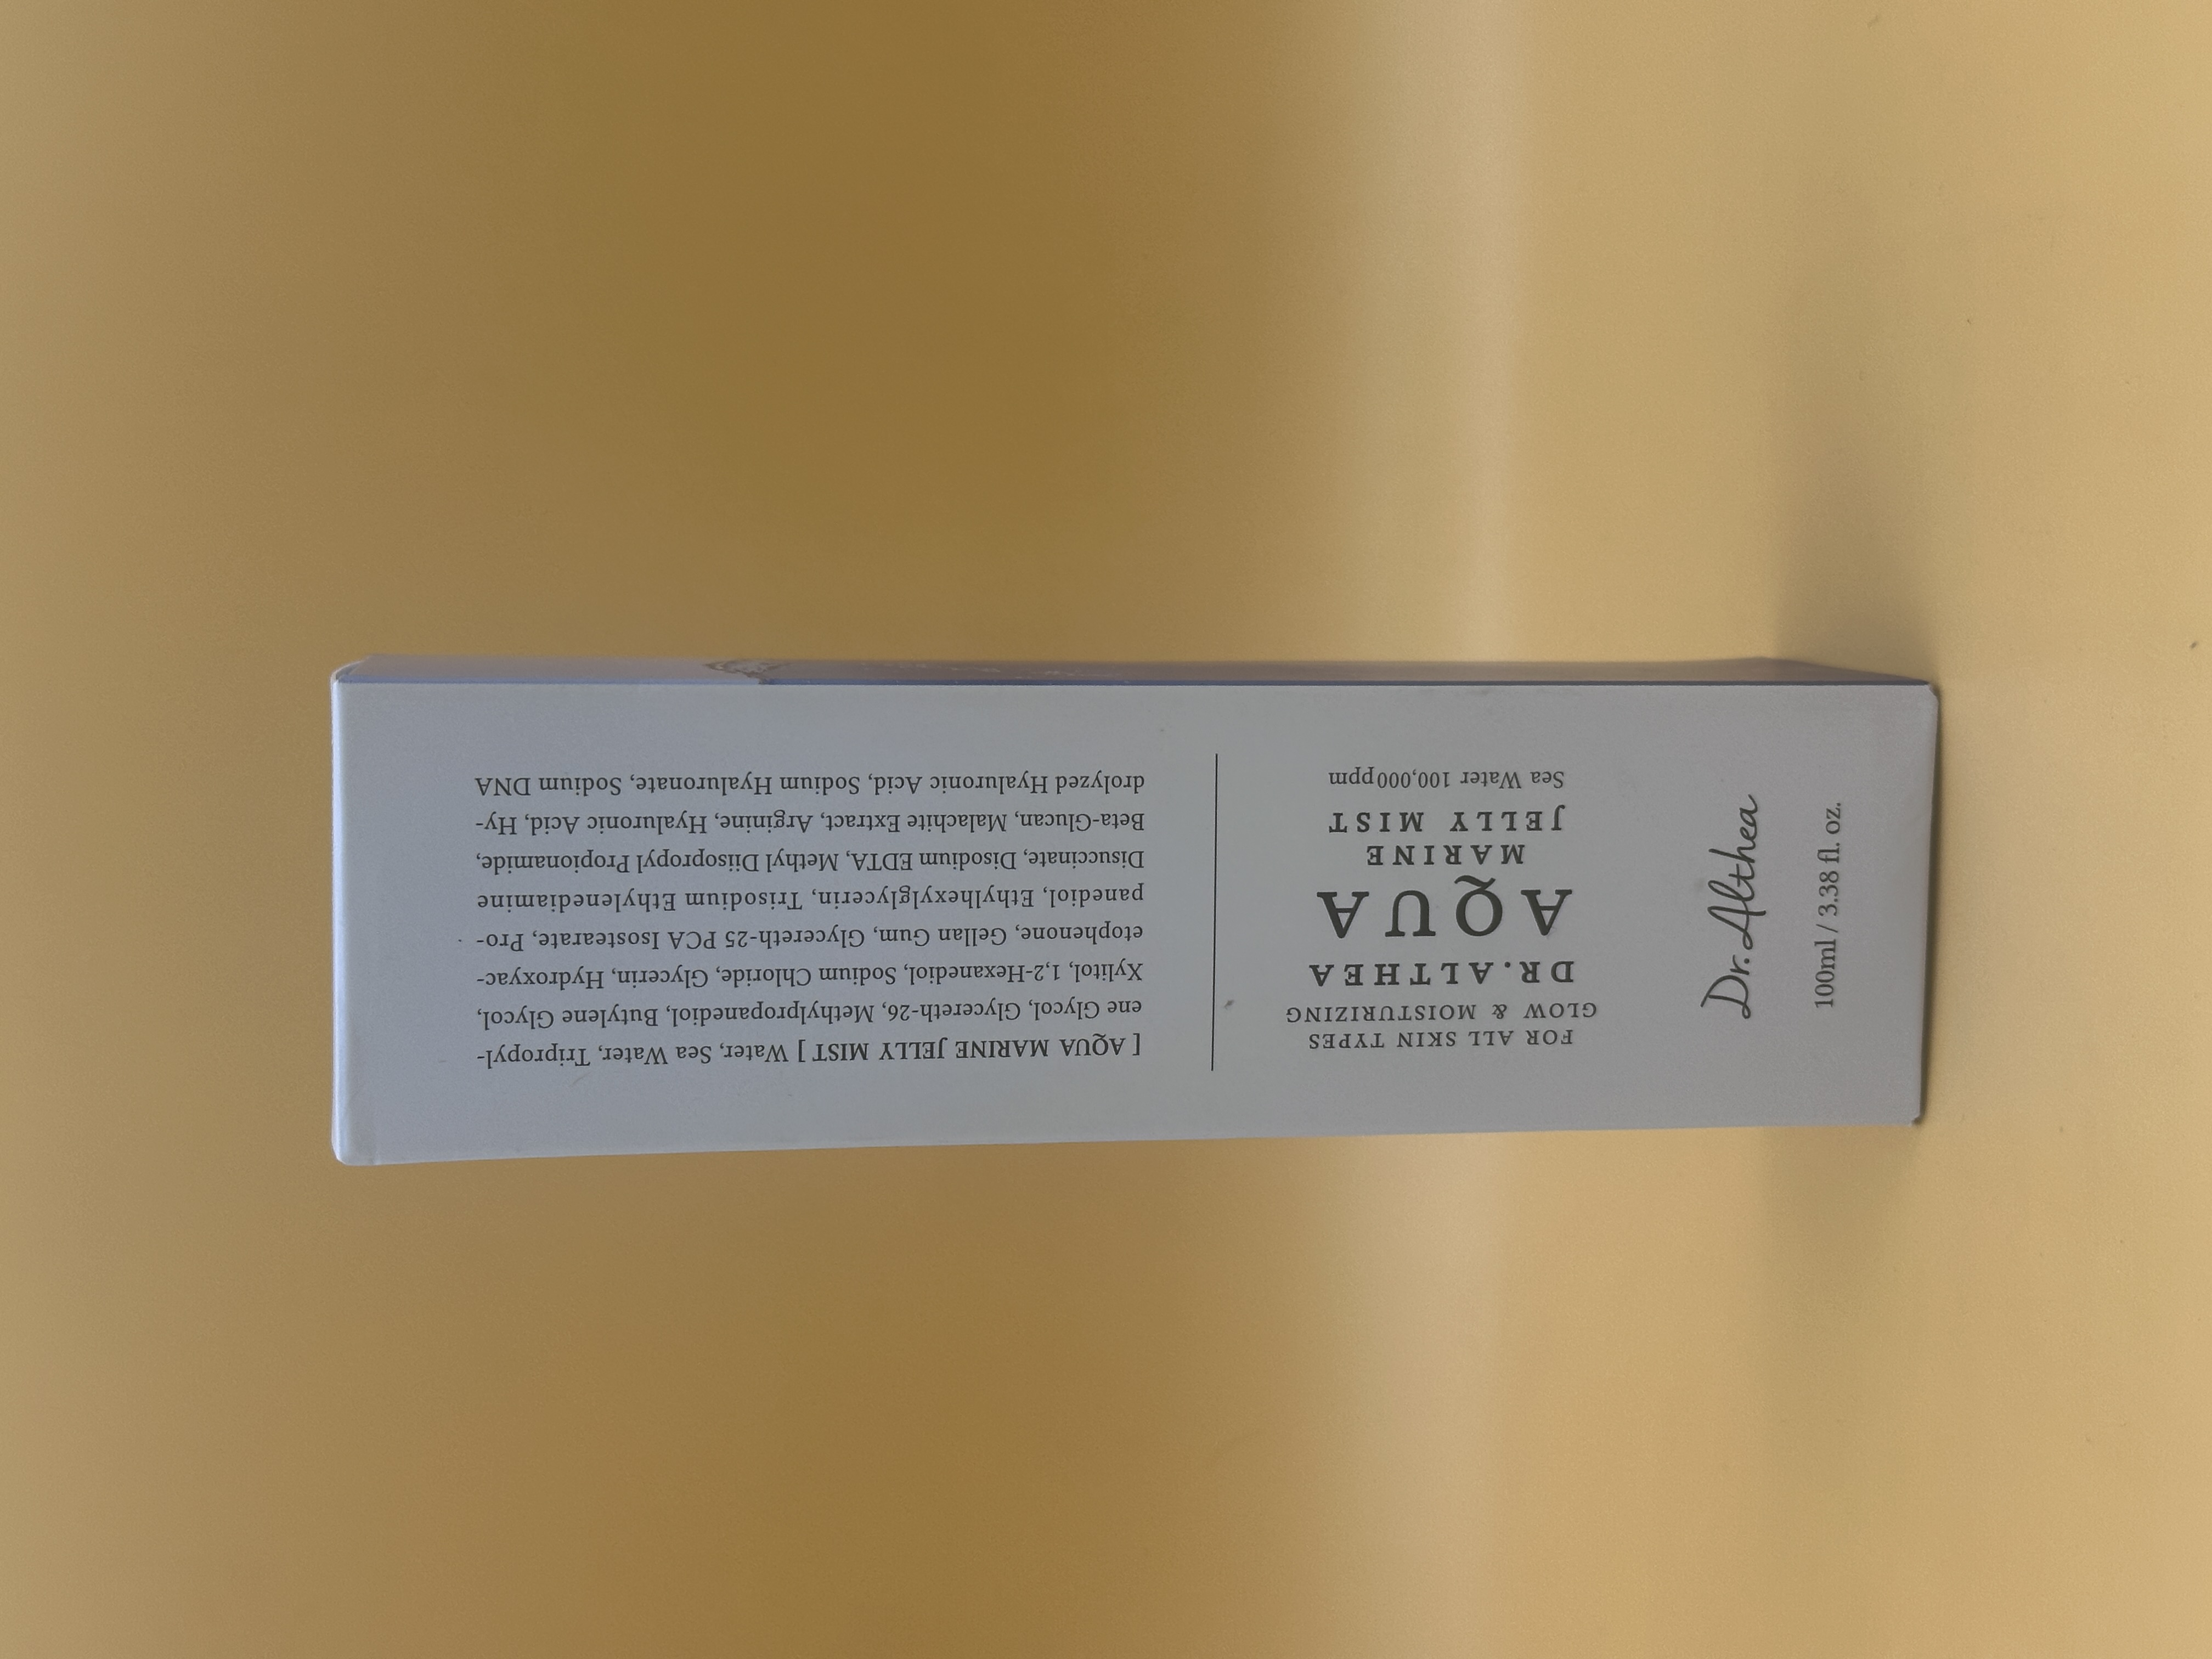 FOR ALL SKIN TYPES
GLOW & MOISTURIZING
DR.ALTHEA
AQUA
MARINE
JELLY MIST
Sea Water 100,000ppm
[ AQUA MARINE JELLY MIST ] Water, Sea Water, Tripropyl-
ene Glycol, Glycereth-26, Methylpropanediol, Butylene Glycol,
Xylitol, 1,2-Hexanediol, Sodium Chloride, Glycerin, Hydroxyac-
etophenone, Gellan Gum, Glycereth-25 PCA Isostearate, Pro-
panediol, Ethylhexylglycerin, Trisodium Ethylenediamine
Disuccinate, Disodium EDTA, Methyl Diisopropyl Propionamide,
Beta-Glucan, Malachite Extract, Arginine, Hyaluronic Acid, Hy-
drolyzed Hyaluronic Acid, Sodium Hyaluronate, Sodium DNA
Dr.Althea
100ml / 3.38 fl. oz.